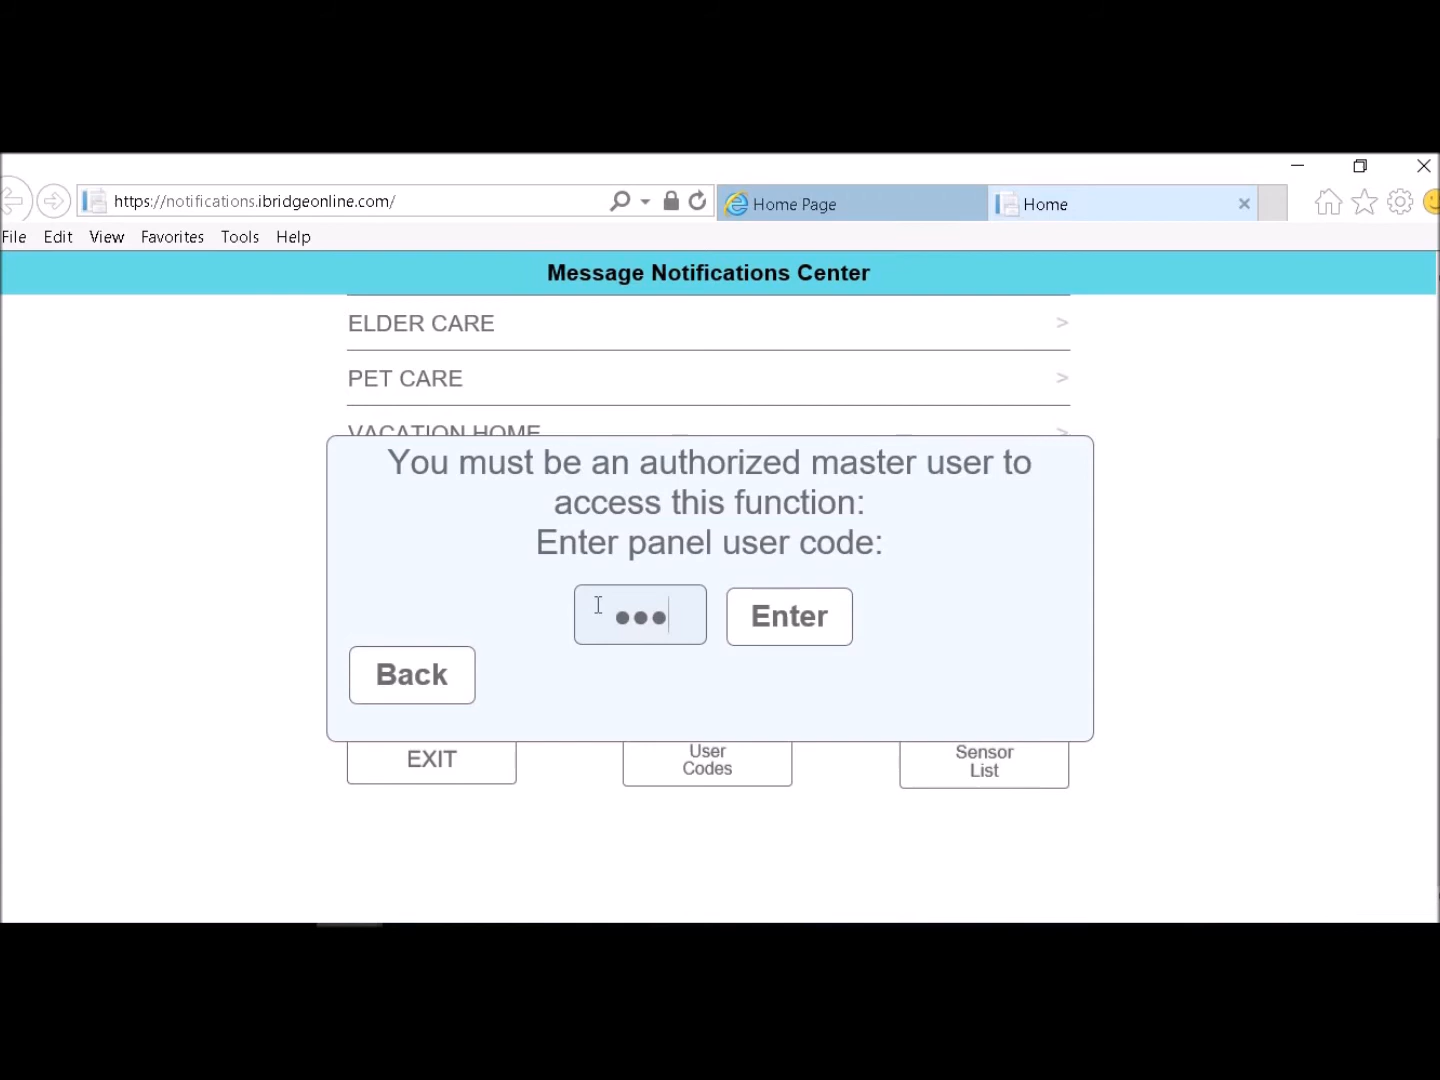 https://notifications.ibridgeonline.com/
Home Page
Home
File Edit View Favorites Tools Help
Message Notifications Center
ELDER CARE >
PET CARE >
VACATION HOME >
You must be an authorized master user to
access this function:
Enter panel user code:
•••
Enter
Back
EXIT
User
Codes
Sensor
List